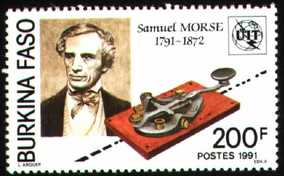 BURKINA FASO
Samuel MORSE
1791-1872
UIT
200F
POSTES 1991